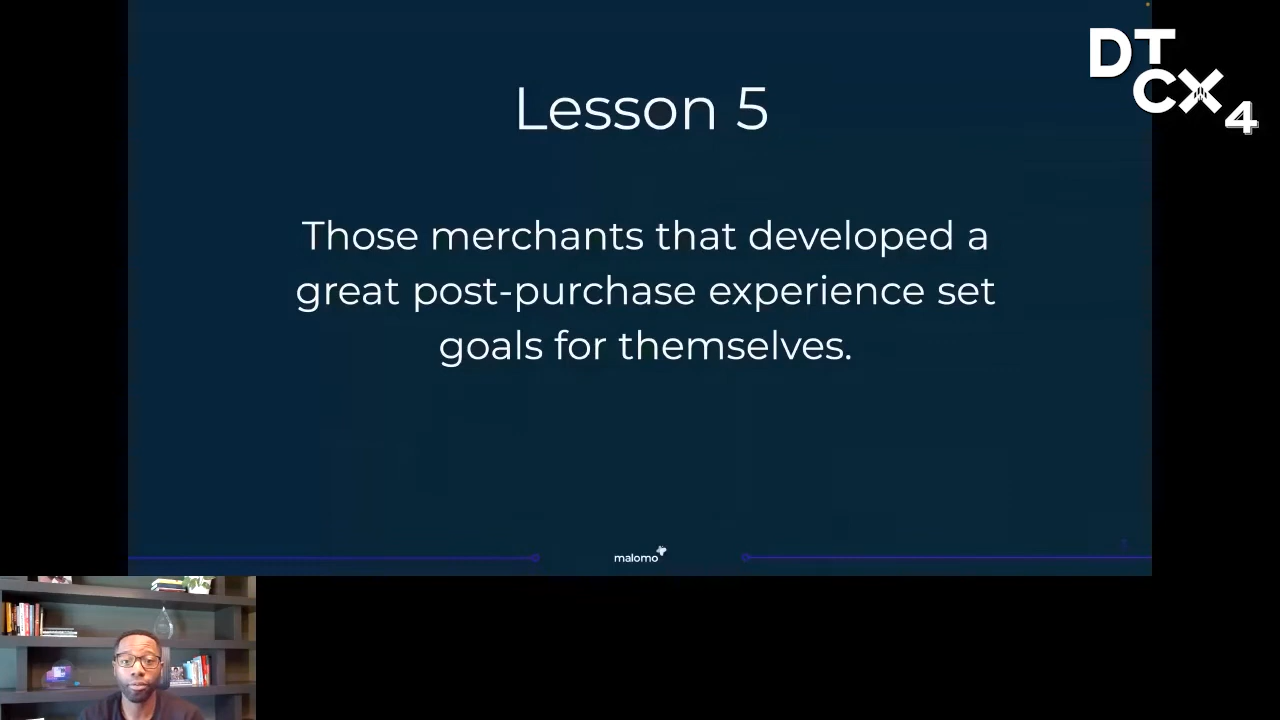 DT
CX
4
Lesson 5
Those merchants that developed a
great post-purchase experience set
goals for themselves.
malomo